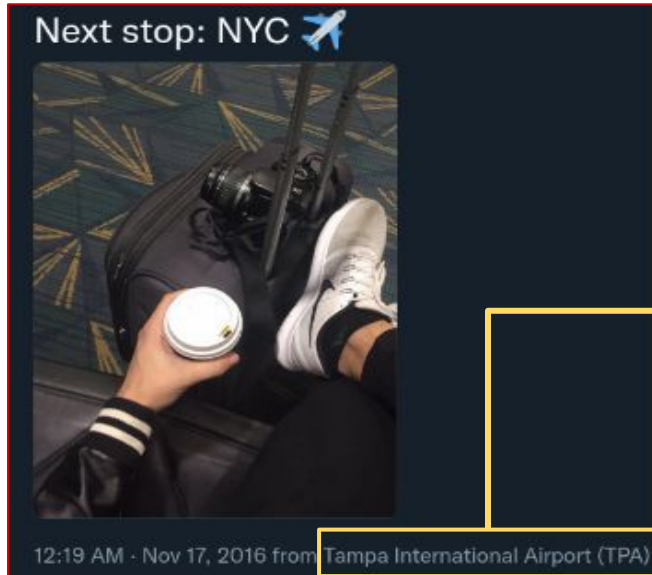 Next stop: NYC ✈️
12:19 AM · Nov 17, 2016 from Tampa International Airport (TPA)